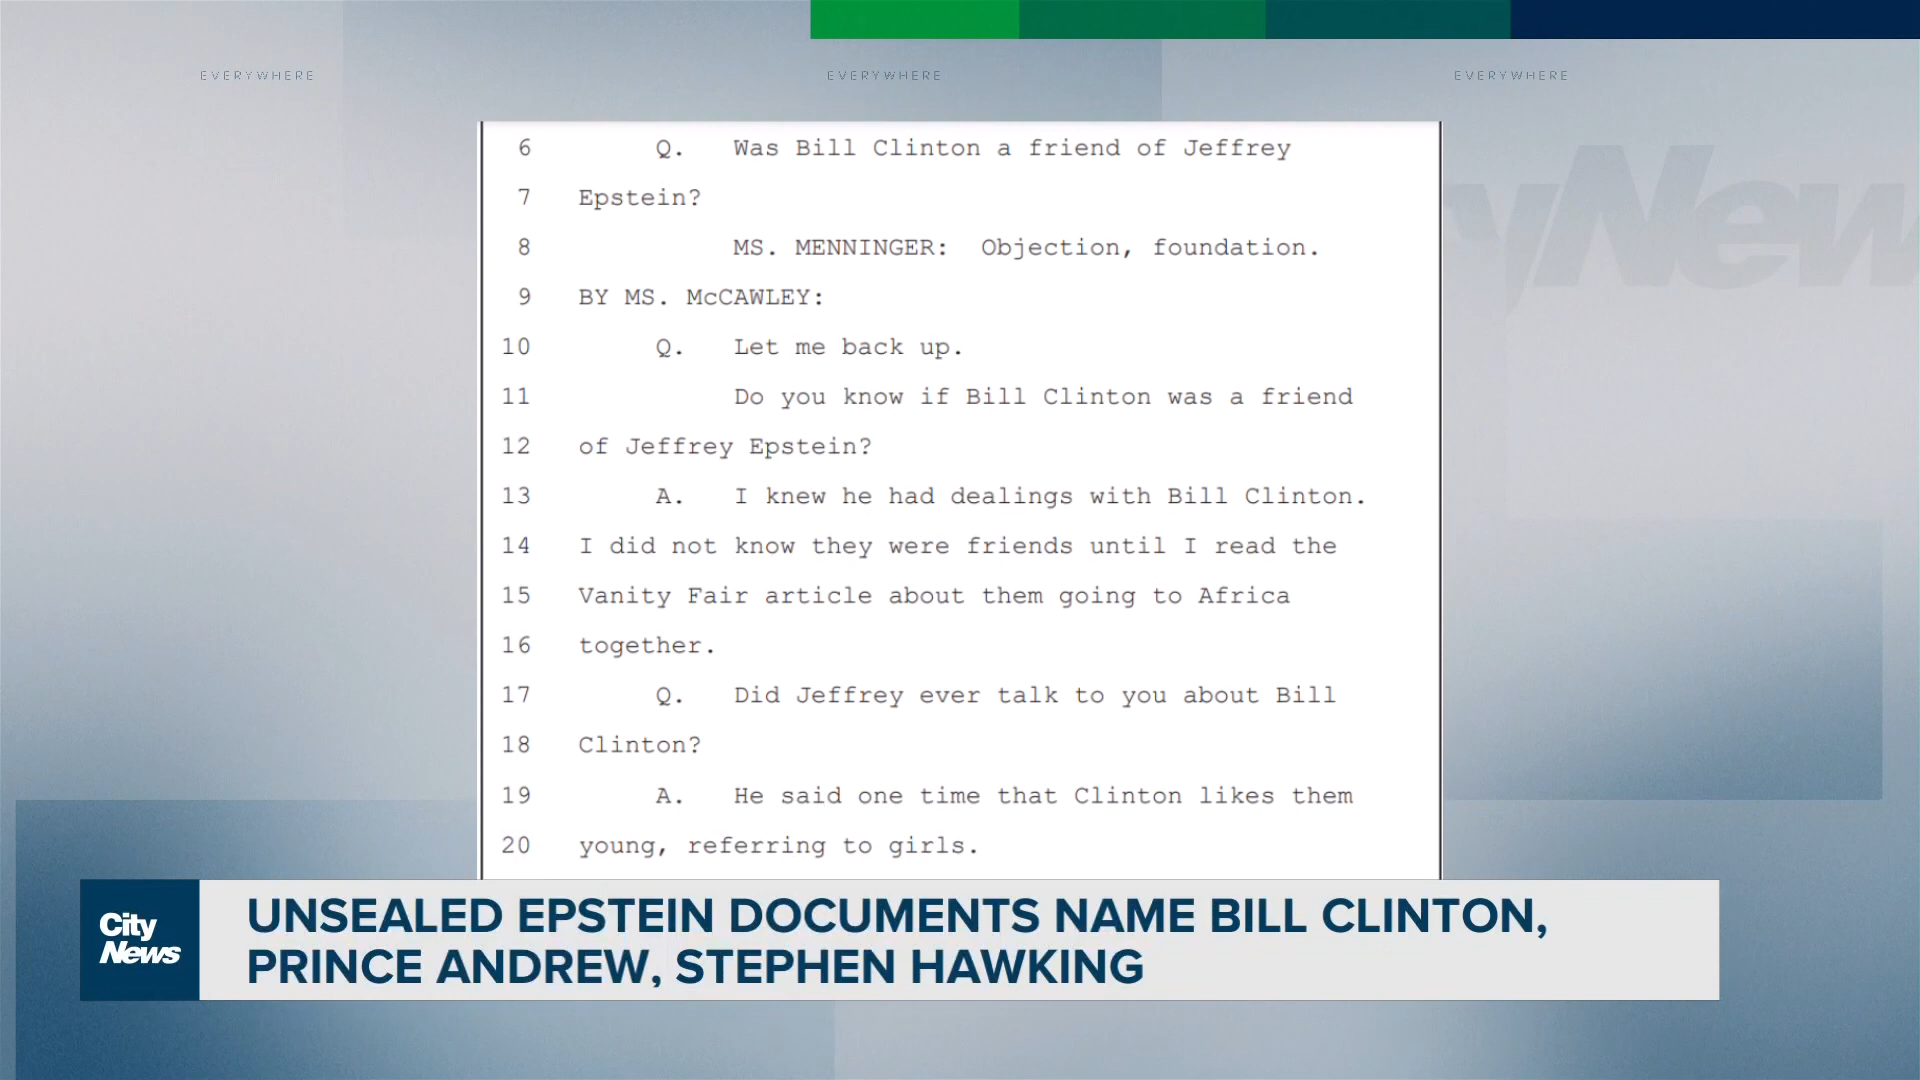 EVERYWHERE EVERYWHERE EVERYWHERE
6 Q. Was Bill Clinton a friend of Jeffrey
7 Epstein?
8 MS. MENNINGER: Objection, foundation.
9 BY MS. McCAWLEY:
10 Q. Let me back up.
11 Do you know if Bill Clinton was a friend
12 of Jeffrey Epstein?
13 A. I knew he had dealings with Bill Clinton.
14 I did not know they were friends until I read the
15 Vanity Fair article about them going to Africa
16 together.
17 Q. Did Jeffrey ever talk to you about Bill
18 Clinton?
19 A. He said one time that Clinton likes them
20 young, referring to girls.
yNew
City
News
UNSEALED EPSTEIN DOCUMENTS NAME BILL CLINTON,
PRINCE ANDREW, STEPHEN HAWKING